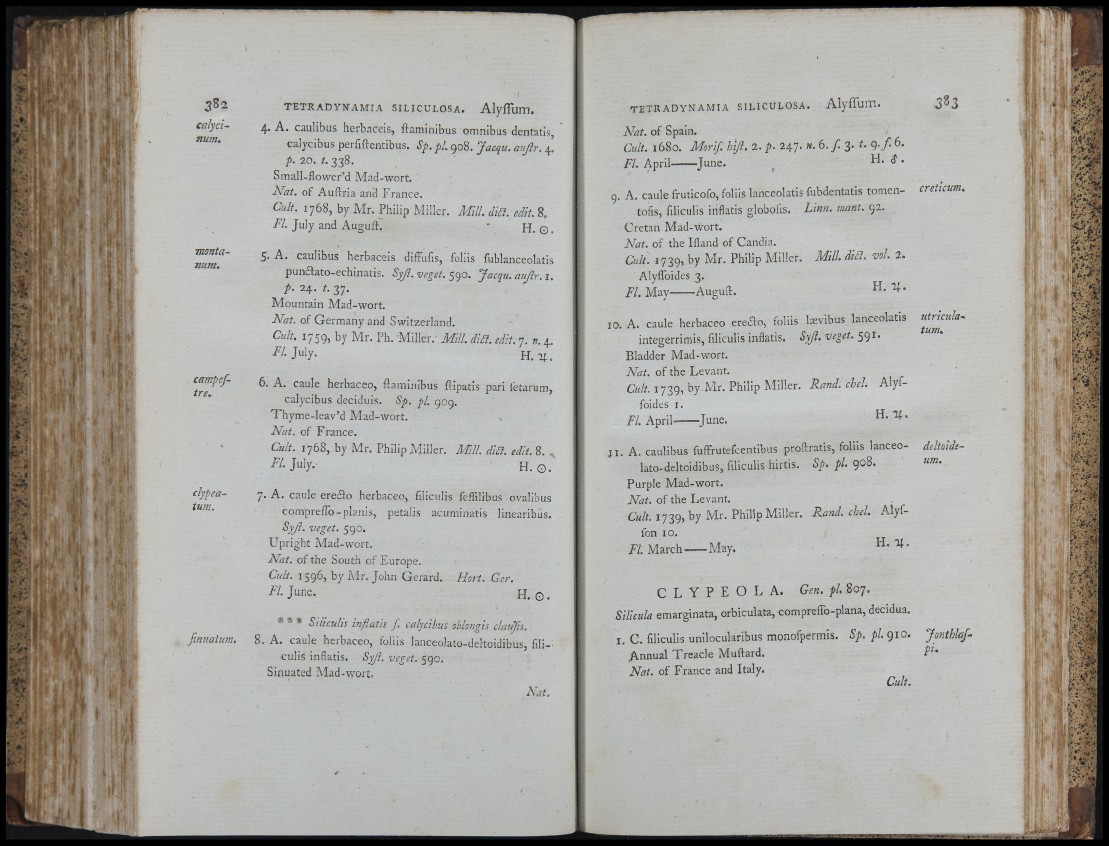 382 TETRADYNAMIA SILICULOSA. Alyſſum.
calyci-
num.
4. A. caulibus herbaceis, ſtaminibus omnibus dentatis,
calycibus perſiſtentibus. Sp. pl. 908. Jacqu. auſtr. 4.
p. 20. t. 338.
Small-flower'd Mad-wort.
Nat. of Auſtria and France.
Cult. 1768, by Mr. Philip Miller. Mill. dict. edit. 8.
Fl. July and Auguſt. H. ☉.
monta-
num.
5. A. caulibus herbaceis diffuſis, foliis ſublanceolatis
punctato-echinatis. Syſt. veget. 590. Jacqu. auſtr. 1.
p. 24. t. 37.
Mountain Mad-wort.
Nat. of Germany and Switzerland.
Cult. 1759, by Mr. Ph. Miller. Mill. dict. edit. 7. n. 4.
Fl. July. H. ♃.
campeſ-
tre.
6. A. caule herbaceo, ſtaminibus ſtipatis pari ſetarum,
calycibus deciduis. Sp. pl. 909.
Thyme-leav'd Mad-wort.
Nat. of France.
Cult. 1768, by Mr. Philip Miller. Mill. dict. edit. 8.
Fl. July. H. ☉.
clypea-
tum.
7. A. caule erecto herbaceo, ſiliculis ſeſſilibus ovalibus
compreſſo-planis, petalis acuminatis linearibus.
Syſt. veget. 590.
Upright Mad-wort.
Nat. of the South of Europe.
Cult. 1596, by Mr. John Gerard. Hort. Ger.
Fl. June. H. ☉.
*** Siliculis inflatis ſ. calycibus oblongis clauſis.
ſinuatum.
8. A. caule herbaceo, foliis lanceolato-deltoidibus, ſili-
culis inflatis. Syſt. veget. 590.
Sinuated Mad-wort.
Nat.
TETRADYNAMIA SILICULOSA. Alyſſum. 383
Nat. of Spain.
Cult. 1680. Moriſ. hiſt. 2. p. 247. n. 6. ſ. 3. t. 9. f. 6.
Fl. April——June. H. ♂.
9. A. caule fruticoſo, foliis lanceolatis ſubdentatis tomen-
toſis, ſiliculis inflatis globoſis. Linn. mant. 92.
creticum.
Cretan Mad-wort.
Nat. of the Iſland of Candia.
Cult. 1739, by Mr. Philip Miller. Mill. dict. vol. 2.
Alyſſoides 3.
Fl. May——Auguſt. H. ♃.
10. A. caule herbaceo erecto, foliis lævibus lanceolatis
integerrimis, ſiliculis inflatis. Syſt. veget. 591.
utricula-
tum.
Bladder Mad-wort.
Nat. of the Levant.
Cult. 1739, by Mr. Philip Miller. Rand. chel. Alyſ-
ſoides 1.
Fl. April——June. H. ♃.
11. A. caulibus ſuffruteſcentibus proſtratis, foliis lanceo-
lato-deltoidibus, ſiliculis hirtis. Sp. pl. 908.
deltoide-
um.
Purple Mad-wort.
Nat. of the Levant.
Cult. 1739, by Mr. Philip Miller. Rand. chel. Alyſ-
ſon 10.
Fl. March——May. H. ♃.
CLYPEOLA. Gen. pl. 807.
Silicula emarginata, orbiculata, compreſſo-plana, decidua.
1. C. ſiliculis unilocularibus monoſpermis. Sp. pl. 910.
Jonthlaſ-
pi.
Annual Treacle Muſtard.
Nat. of France and Italy.
Cult.